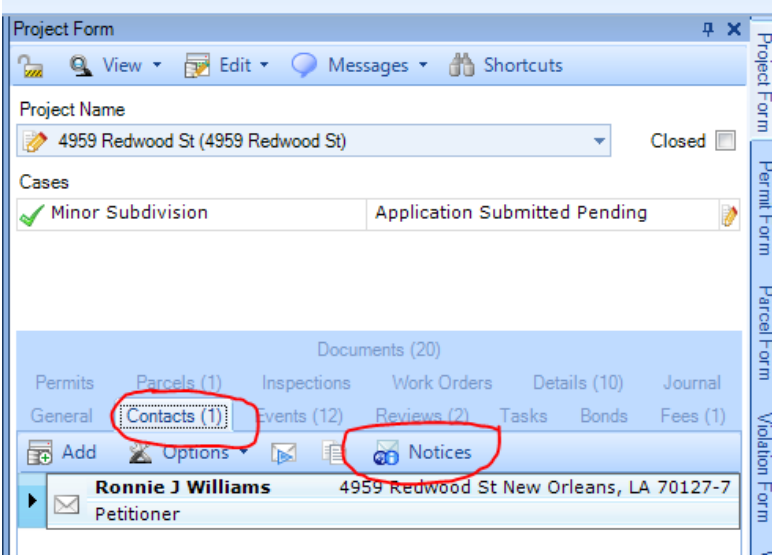 Project Form
View Edit Messages Shortcuts
Project Name
4959 Redwood St (4959 Redwood St)
Closed
Cases
Minor Subdivision Application Submitted Pending
Documents (20)
Permits Parcels (1) Inspections Work Orders Details (10) Journal
General Contacts (1) Events (12) Reviews (2) Tasks Bonds Fees (1)
Add Options Notices
Ronnie J Williams 4959 Redwood St New Orleans, LA 70127-7
Petitioner
Project Form
Permit Form
Parcel Form
Violation Form